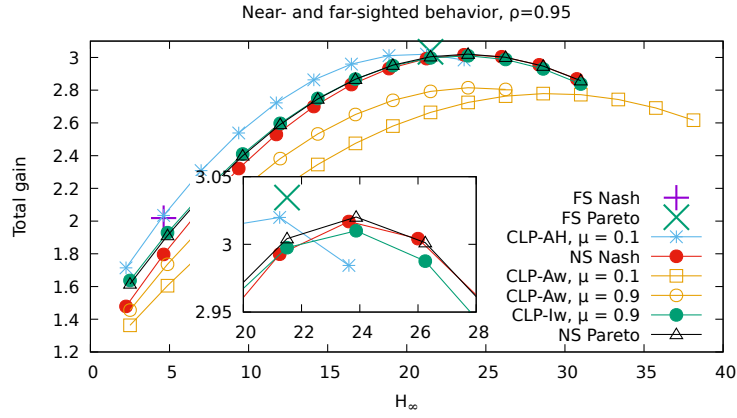 Near- and far-sighted behavior, ρ=0.95
Total gain
3.2
3
2.8
2.6
2.4
2.2
2
1.8
1.6
1.4
1.2
0
5
10
15
20
25
30
35
40
H∞
3.05
3
2.95
20
22
24
26
28
FS Nash
FS Pareto
CLP-AH, μ = 0.1
NS Nash
CLP-Aw, μ = 0.1
CLP-Aw, μ = 0.9
CLP-Iw, μ = 0.9
NS Pareto